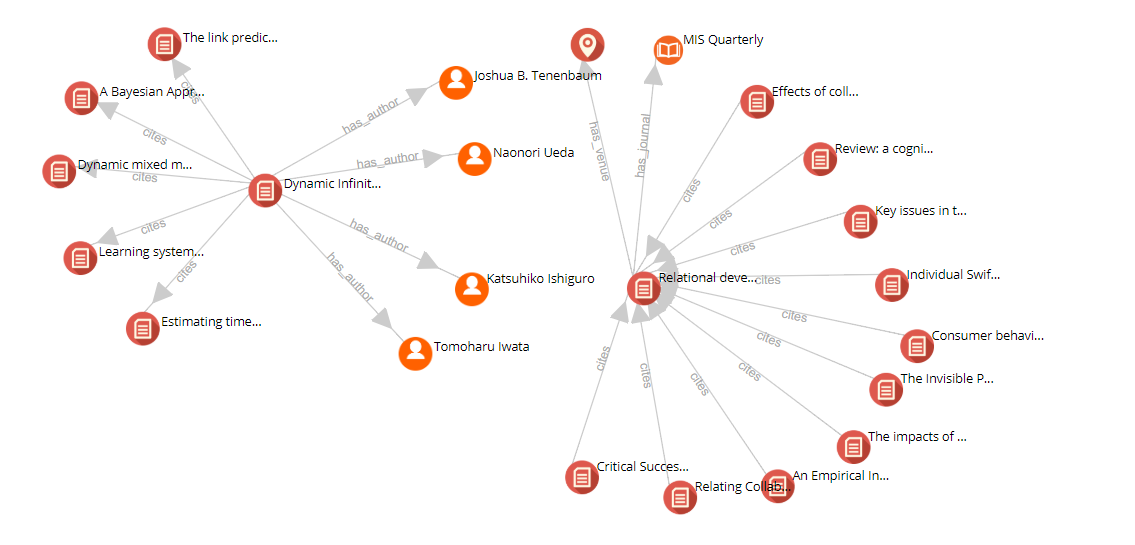 The link predic...
A Bayesian Appr...
Dynamic mixed m...
Learning system...
Estimating time...
cites
cites
cites
cites
cites
Dynamic Infinit...
has_author
has_author
has_author
has_author
Joshua B. Tenenbaum
Naonori Ueda
Katsuhiko Ishiguro
Tomoharu Iwata
MIS Quarterly
has_venue
has_journal
Relational deve...
Effects of coll...
Review: a cogni...
Key issues in t...
Individual Swif...
Consumer behavi...
The Invisible P...
The impacts of ...
An Empirical In...
Relating Collab...
Critical Succes...
cites
cites
cites
cites
cites
cites
cites
cites
cites
cites